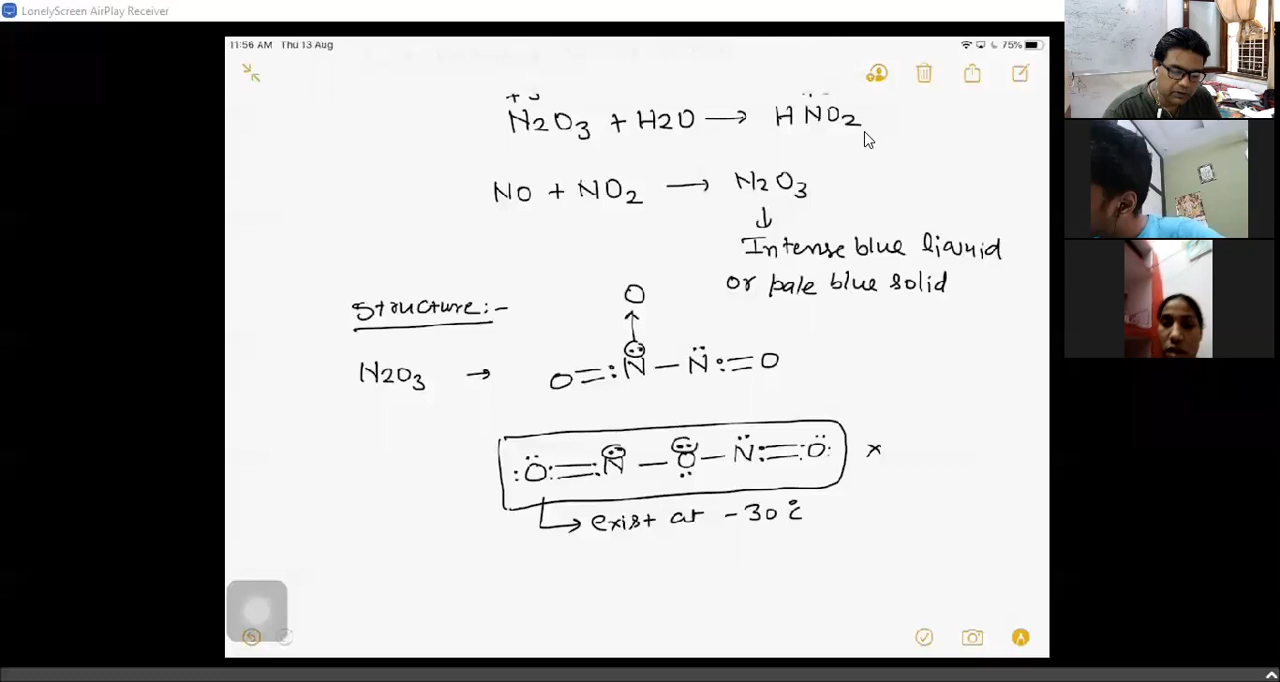 LonelyScreen AirPlay Receiver
11:56 AM Thu 13 Aug 75%
N2O3 + H2O → HNO2
NO + NO2 → N2O3
↓
Intense blue liquid
or pale blue solid
Structure:-
O
↑
N2O3 → O=:N̈ — N̈:=O
:Ö:=:N̈ — Ö — N̈:=:Ö: ×
→ exist at -30°C